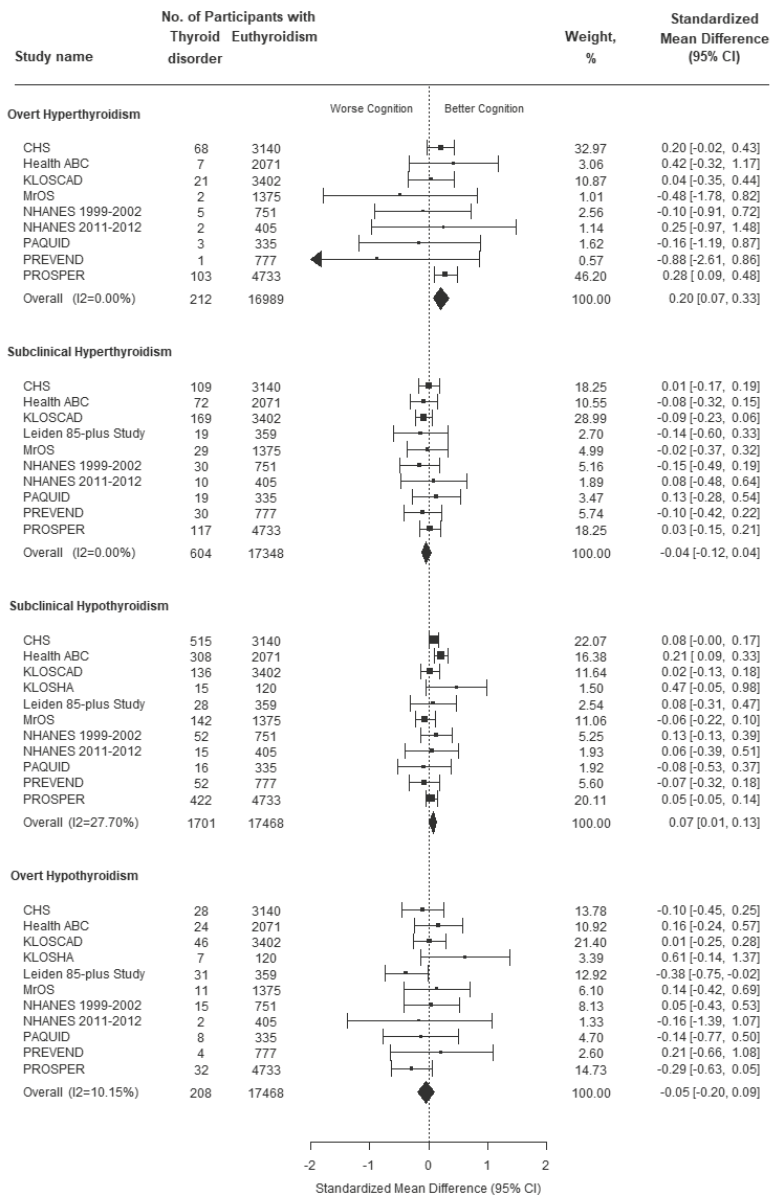 No. of Participants with Standardized
Thyroid Euthyroidism Weight, Mean Difference
Study name disorder % (95% CI)
Worse Cognition Better Cognition
Overt Hyperthyroidism
CHS 68 3140 32.97 0.20 [-0.02, 0.43]
Health ABC 7 2071 3.06 0.42 [-0.32, 1.17]
KLOSCAD 21 3402 10.87 0.04 [-0.35, 0.44]
MrOS 2 1375 1.01 -0.48 [-1.78, 0.82]
NHANES 1999-2002 5 751 2.56 -0.10 [-0.91, 0.72]
NHANES 2011-2012 2 405 1.14 0.25 [-0.97, 1.48]
PAQUID 3 335 1.62 -0.16 [-1.19, 0.87]
PREVEND 1 777 0.57 -0.88 [-2.61, 0.86]
PROSPER 103 4733 46.20 0.28 [ 0.09, 0.48]
Overall (I2=0.00%) 212 16989 100.00 0.20 [0.07, 0.33]
Subclinical Hyperthyroidism
CHS 109 3140 18.25 0.01 [-0.17, 0.19]
Health ABC 72 2071 10.55 -0.08 [-0.32, 0.15]
KLOSCAD 169 3402 28.99 -0.09 [-0.23, 0.06]
Leiden 85-plus Study 19 359 2.70 -0.14 [-0.60, 0.33]
MrOS 29 1375 4.99 -0.02 [-0.37, 0.32]
NHANES 1999-2002 30 751 5.16 -0.15 [-0.49, 0.19]
NHANES 2011-2012 10 405 1.89 0.08 [-0.48, 0.64]
PAQUID 19 335 3.47 0.13 [-0.28, 0.54]
PREVEND 30 777 5.74 -0.10 [-0.42, 0.22]
PROSPER 117 4733 18.25 0.03 [-0.15, 0.21]
Overall (I2=0.00%) 604 17348 100.00 -0.04 [-0.12, 0.04]
Subclinical Hypothyroidism
CHS 515 3140 22.07 0.08 [-0.00, 0.17]
Health ABC 308 2071 16.38 0.21 [ 0.09, 0.33]
KLOSCAD 136 3402 11.64 0.02 [-0.13, 0.18]
KLOSHA 15 120 1.50 0.47 [-0.05, 0.98]
Leiden 85-plus Study 28 359 2.54 0.08 [-0.31, 0.47]
MrOS 142 1375 11.06 -0.06 [-0.22, 0.10]
NHANES 1999-2002 52 751 5.25 0.13 [-0.13, 0.39]
NHANES 2011-2012 15 405 1.93 0.06 [-0.39, 0.51]
PAQUID 16 335 1.92 -0.08 [-0.53, 0.37]
PREVEND 52 777 5.60 -0.07 [-0.32, 0.18]
PROSPER 422 4733 20.11 0.05 [-0.05, 0.14]
Overall (I2=27.70%) 1701 17468 100.00 0.07 [0.01, 0.13]
Overt Hypothyroidism
CHS 28 3140 13.78 -0.10 [-0.45, 0.25]
Health ABC 24 2071 10.92 0.16 [-0.24, 0.57]
KLOSCAD 46 3402 21.40 0.01 [-0.25, 0.28]
KLOSHA 7 120 3.39 0.61 [-0.14, 1.37]
Leiden 85-plus Study 31 359 12.92 -0.38 [-0.75, -0.02]
MrOS 11 1375 6.10 0.14 [-0.42, 0.69]
NHANES 1999-2002 15 751 8.13 0.05 [-0.43, 0.53]
NHANES 2011-2012 2 405 1.33 -0.16 [-1.39, 1.07]
PAQUID 8 335 4.70 -0.14 [-0.77, 0.50]
PREVEND 4 777 2.60 0.21 [-0.66, 1.08]
PROSPER 32 4733 14.73 -0.29 [-0.63, 0.05]
Overall (I2=10.15%) 208 17468 100.00 -0.05 [-0.20, 0.09]
-2 -1 0 1 2
Standardized Mean Difference (95% CI)